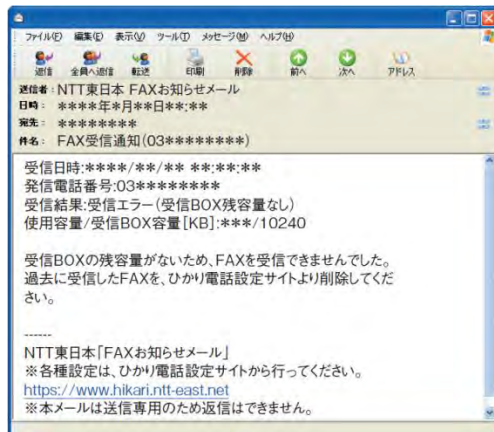 ファイル(F) 編集(E) 表示(V) ツール(T) メッセージ(M) ヘルプ(H)
返信 全員へ返信 転送 印刷 削除 前へ 次へ アドレス
送信者: NTT東日本 FAXお知らせメール
日時: ****年*月**日**:**
宛先: ********
件名: FAX受信通知(03********)
受信日時:****/**/** **:**:**
発信電話番号:03********
受信結果:受信エラー(受信BOX残容量なし)
使用容量/受信BOX容量[KB]:***/10240
受信BOXの残容量がないため、FAXを受信できませんでした。
過去に受信したFAXを、ひかり電話設定サイトより削除してくだ
さい。
------
NTT東日本「FAXお知らせメール」
※各種設定は、ひかり電話設定サイトから行ってください。
https://www.hikari.ntt-east.net
※本メールは送信専用のため返信はできません。